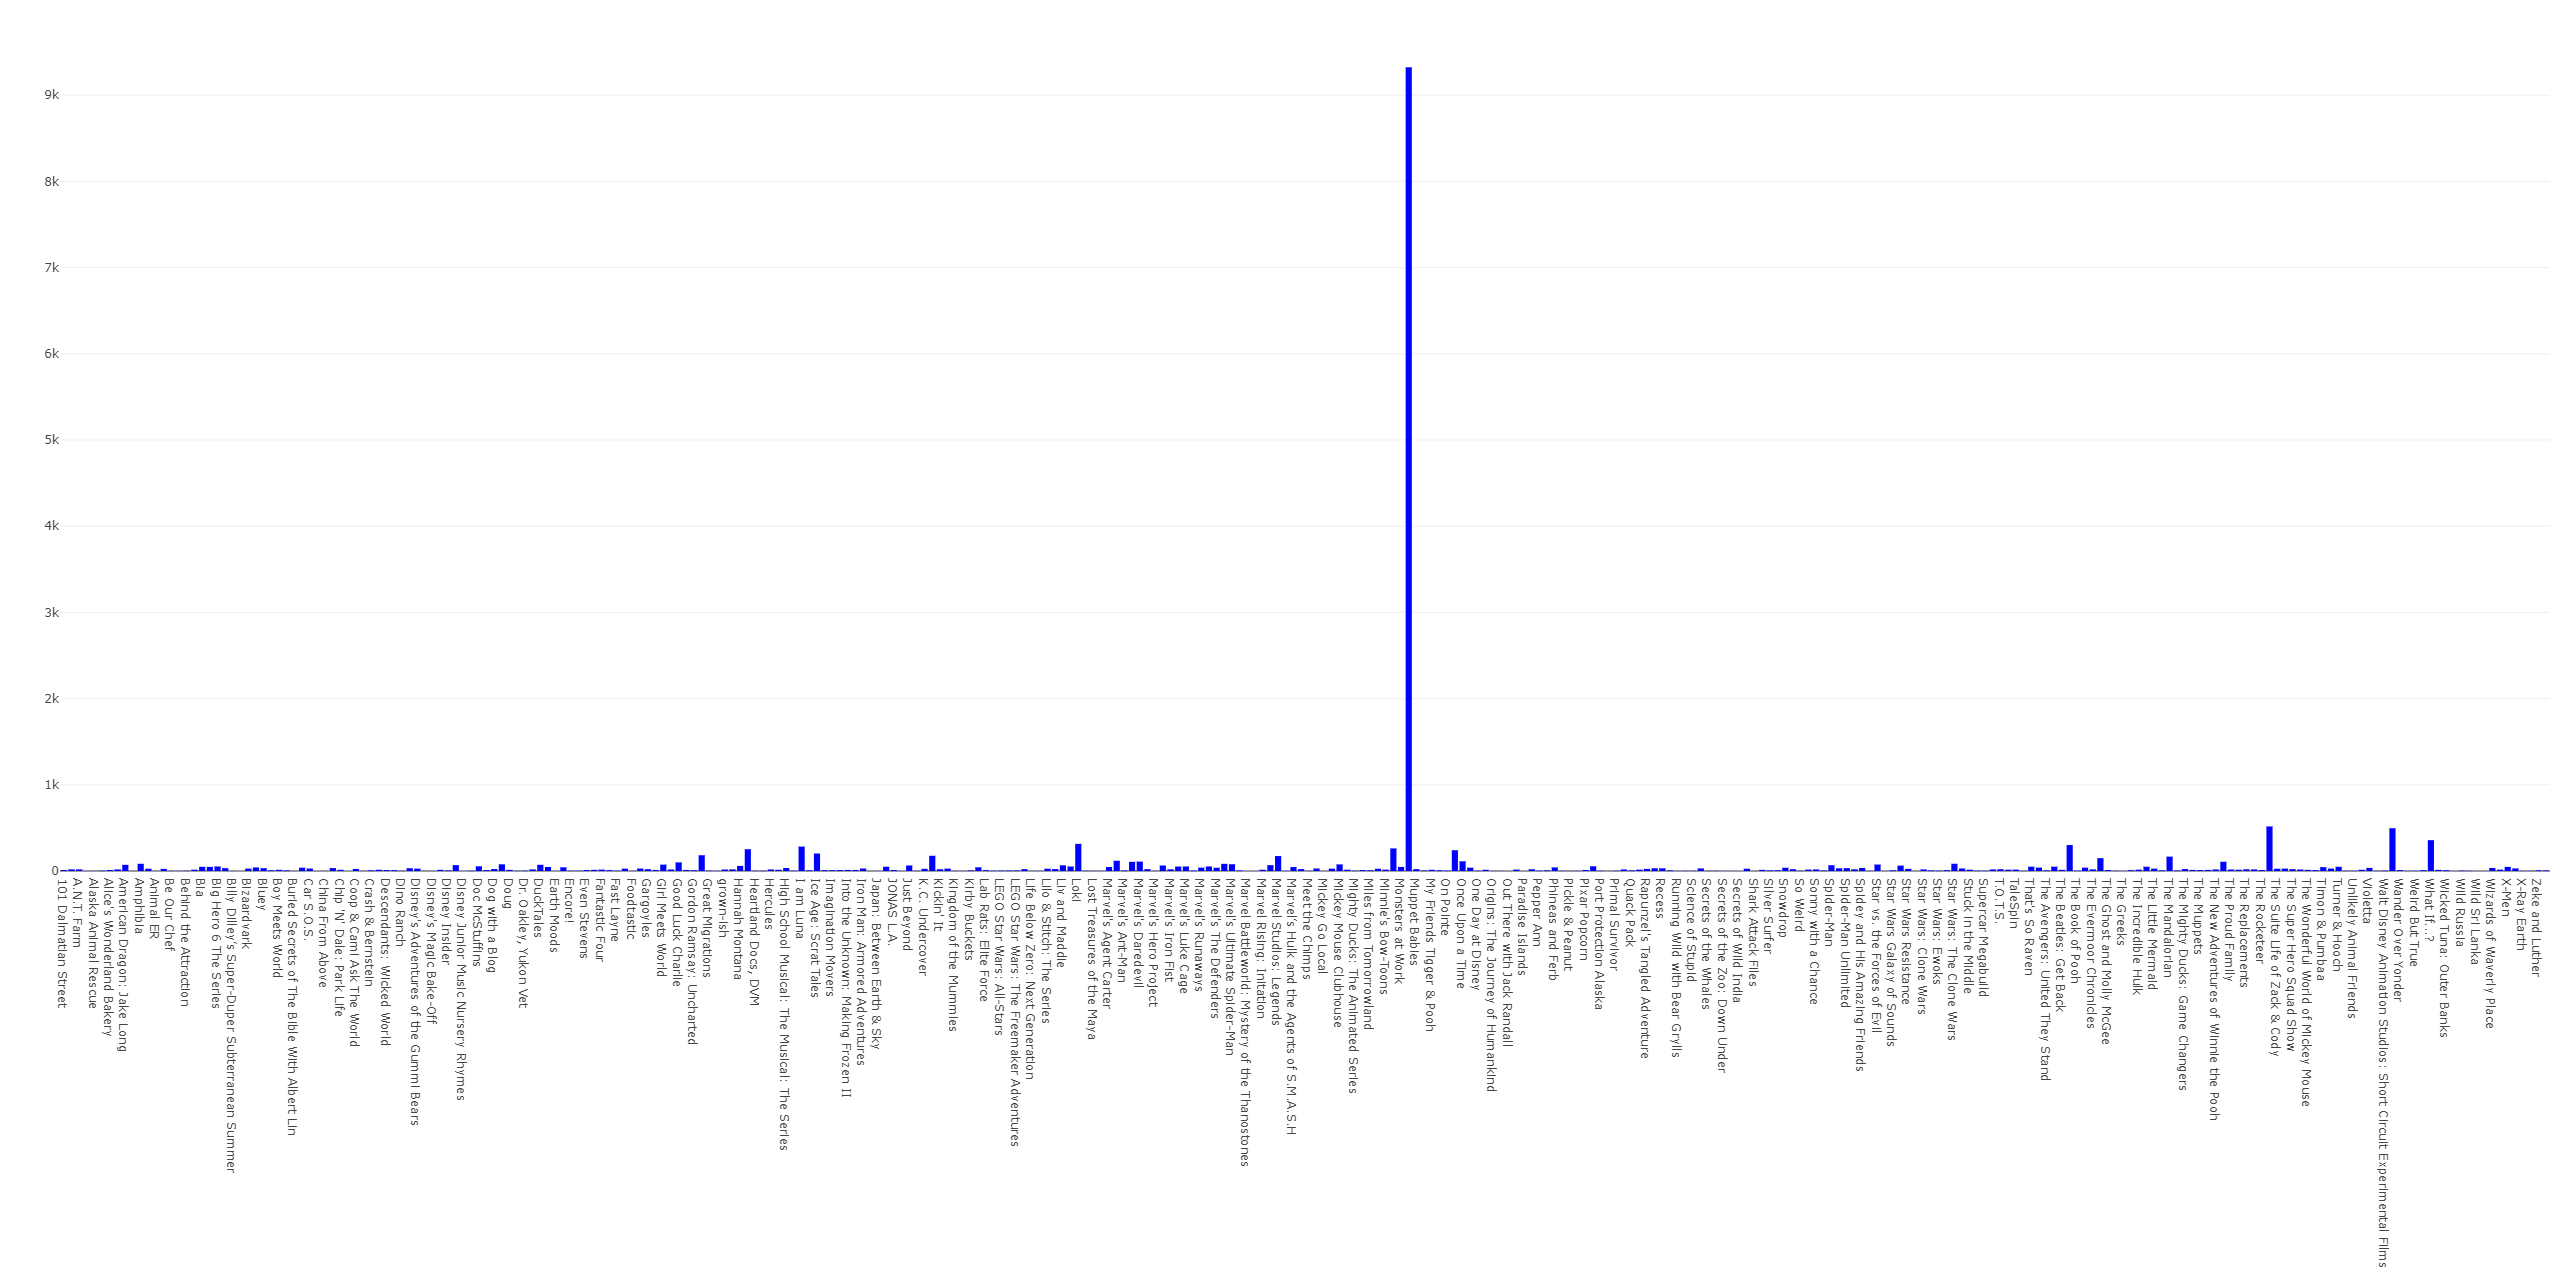 9k
8k
7k
6k
5k
4k
3k
2k
1k
0
101 Dalmatian Street
A.N.T. Farm
Alaska Animal Rescue
Alice's Wonderland Bakery
American Dragon: Jake Long
Amphibia
Animal ER
Be Our Chef
Behind the Attraction
Bia
Big Hero 6 The Series
Billy Dilley's Super-Duper Subterranean Summer
Bizaardvark
Bluey
Boy Meets World
Buried Secrets of The Bible With Albert Lin
Car S.O.S.
China From Above
Chip 'N' Dale: Park Life
Coop & Cami Ask The World
Crash & Bernstein
Descendants: Wicked World
Dino Ranch
Disney's Adventures of the Gummi Bears
Disney's Magic Bake-Off
Disney Insider
Disney Junior Music Nursery Rhymes
Doc McStuffins
Dog with a Blog
Doug
Dr. Oakley, Yukon Vet
DuckTales
Earth Moods
Encore!
Even Stevens
Fantastic Four
Fast Layne
Foodtastic
Gargoyles
Girl Meets World
Good Luck Charlie
Gordon Ramsay: Uncharted
Great Migrations
grown-ish
Hannah Montana
Heartland Docs, DVM
Hercules
High School Musical: The Musical: The Series
I am Luna
Ice Age: Scrat Tales
Imagination Movers
Into the Unknown: Making Frozen II
Iron Man: Armored Adventures
Japan: Between Earth & Sky
JONAS L.A.
Just Beyond
K.C. Undercover
Kickin' It
Kingdom of the Mummies
Kirby Buckets
Lab Rats: Elite Force
LEGO Star Wars: All-Stars
LEGO Star Wars: The Freemaker Adventures
Life Below Zero: Next Generation
Lilo & Stitch: The Series
Liv and Maddie
Loki
Lost Treasures of the Maya
Marvel's Agent Carter
Marvel's Ant-Man
Marvel's Daredevil
Marvel's Hero Project
Marvel's Iron Fist
Marvel's Luke Cage
Marvel's Runaways
Marvel's The Defenders
Marvel's Ultimate Spider-Man
Marvel Battleworld: Mystery of the Thanostones
Marvel Rising: Initation
Marvel Studios: Legends
Marvel's Hulk and the Agents of S.M.A.S.H
Meet the Chimps
Mickey Go Local
Mickey Mouse Clubhouse
Mighty Ducks: The Animated Series
Miles from Tomorrowland
Minnie's Bow-Toons
Monsters at Work
Muppet Babies
My Friends Tigger & Pooh
On Pointe
Once Upon a Time
One Day at Disney
Origins: The Journey of Humankind
Out There with Jack Randall
Paradise Islands
Pepper Ann
Phineas and Ferb
Pickle & Peanut
Pixar Popcorn
Port Protection Alaska
Primal Survivor
Quack Pack
Rapunzel's Tangled Adventure
Recess
Running Wild with Bear Grylls
Science of Stupid
Secrets of the Whales
Secrets of the Zoo: Down Under
Secrets of Wild India
Shark Attack Files
Silver Surfer
Snowdrop
So Weird
Sonny with a Chance
Spider-Man
Spider-Man Unlimited
Spidey and His Amazing Friends
Star vs. the Forces of Evil
Star Wars Galaxy of Sounds
Star Wars Resistance
Star Wars: Clone Wars
Star Wars: Ewoks
Star Wars: The Clone Wars
Stuck in the Middle
Supercar Megabuild
T.O.T.S.
TaleSpin
That's So Raven
The Avengers: United They Stand
The Beatles: Get Back
The Book of Pooh
The Evermoor Chronicles
The Ghost and Molly McGee
The Greeks
The Incredible Hulk
The Little Mermaid
The Mandalorian
The Mighty Ducks: Game Changers
The Muppets
The New Adventures of Winnie the Pooh
The Proud Family
The Replacements
The Rocketeer
The Suite Life of Zack & Cody
The Super Hero Squad Show
The Wonderful World of Mickey Mouse
Timon & Pumbaa
Turner & Hooch
Unlikely Animal Friends
Violetta
Walt Disney Animation Studios: Short Circuit Experimental Films
Wander Over Yonder
Weird But True
What If…?
Wicked Tuna: Outer Banks
Wild Russia
Wild Sri Lanka
Wizards of Waverly Place
X-Men
X-Ray Earth
Zeke and Luther